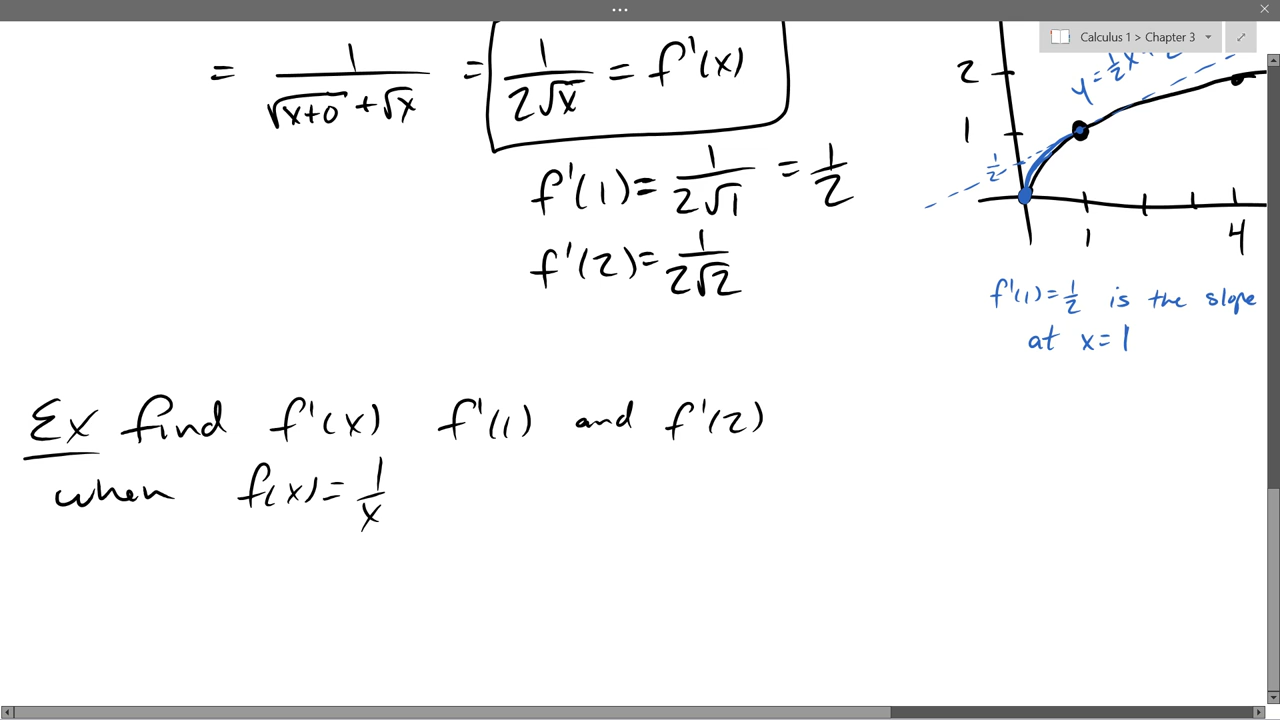 Calculus 1 > Chapter 3
= 1/(√(x+0) + √x) = 1/(2√x) = f'(x)
f'(1) = 1/(2√1) = 1/2
f'(2) = 1/(2√2)
y = 1/2 x +
2
1
1/2
1 4
f'(1) = 1/2 is the slope
at x = 1
Ex find f'(x) f'(1) and f'(2)
when f(x) = 1/x